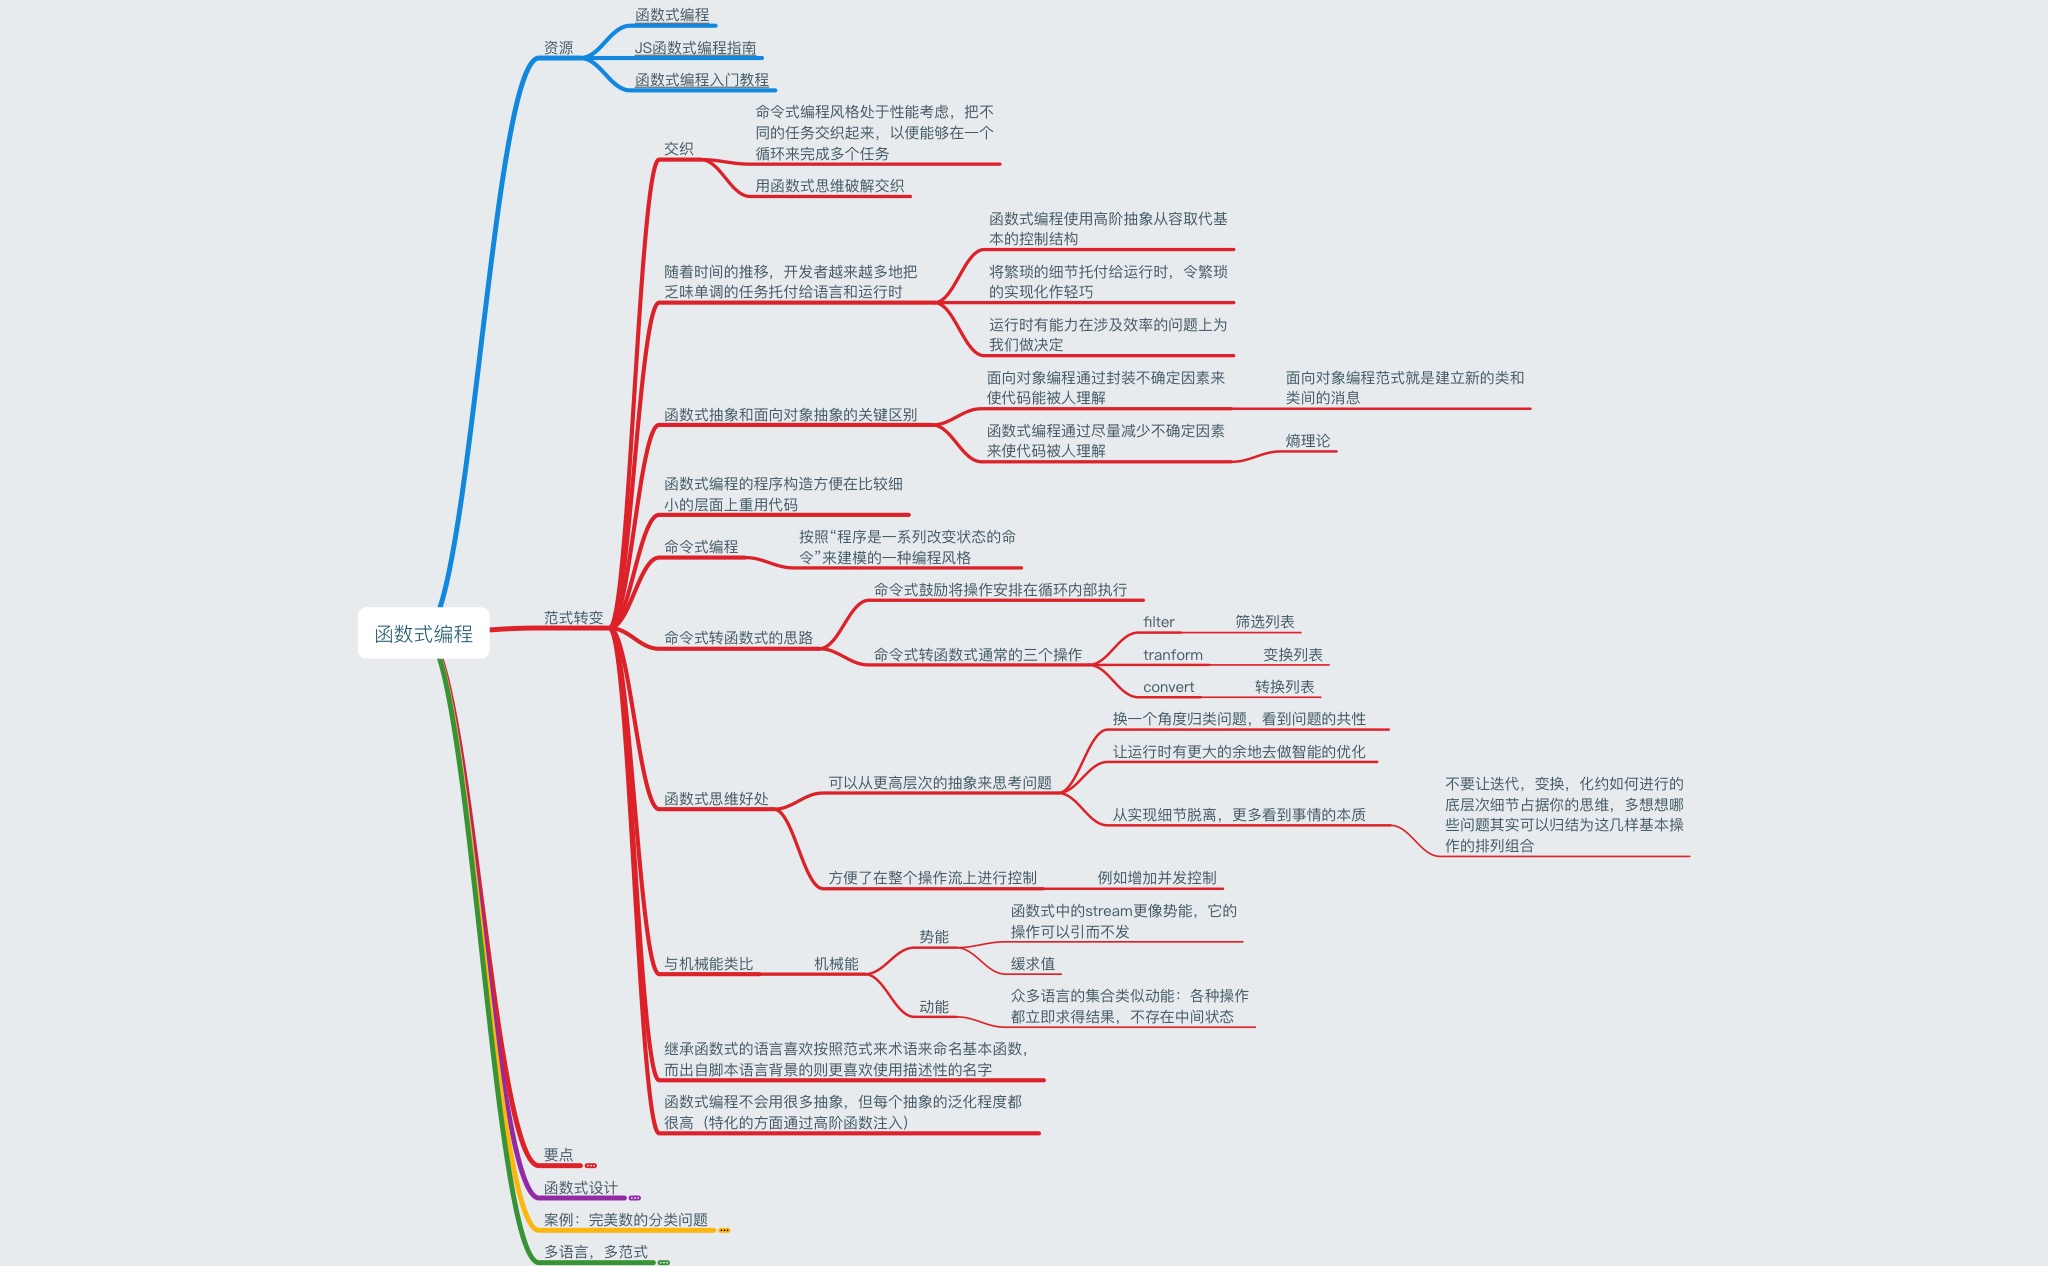 函数式编程
资源
函数式编程
JS函数式编程指南
函数式编程入门教程
范式转变
交织
命令式编程风格处于性能考虑，把不
同的任务交织起来，以便能够在一个
循环来完成多个任务
用函数式思维破解交织
随着时间的推移，开发者越来越多地把
乏味单调的任务托付给语言和运行时
函数式编程使用高阶抽象从容取代基
本的控制结构
将繁琐的细节托付给运行时，令繁琐
的实现化作轻巧
运行时有能力在涉及效率的问题上为
我们做决定
函数式抽象和面向对象抽象的关键区别
面向对象编程通过封装不确定因素来
使代码能被人理解
面向对象编程范式就是建立新的类和
类间的消息
函数式编程通过尽量减少不确定因素
来使代码被人理解
熵理论
函数式编程的程序构造方便在比较细
小的层面上重用代码
命令式编程
按照“程序是一系列改变状态的命
令”来建模的一种编程风格
命令式转函数式的思路
命令式鼓励将操作安排在循环内部执行
命令式转函数式通常的三个操作
filter
筛选列表
tranform
变换列表
convert
转换列表
函数式思维好处
可以从更高层次的抽象来思考问题
换一个角度归类问题，看到问题的共性
让运行时有更大的余地去做智能的优化
从实现细节脱离，更多看到事情的本质
不要让迭代，变换，化约如何进行的
底层次细节占据你的思维，多想想哪
些问题其实可以归结为这几样基本操
作的排列组合
方便了在整个操作流上进行控制
例如增加并发控制
与机械能类比
机械能
势能
函数式中的stream更像势能，它的
操作可以引而不发
缓求值
动能
众多语言的集合类似动能：各种操作
都立即求得结果，不存在中间状态
继承函数式的语言喜欢按照范式来术语来命名基本函数，
而出自脚本语言背景的则更喜欢使用描述性的名字
函数式编程不会用很多抽象，但每个抽象的泛化程度都
很高（特化的方面通过高阶函数注入）
要点
函数式设计
案例：完美数的分类问题
多语言，多范式